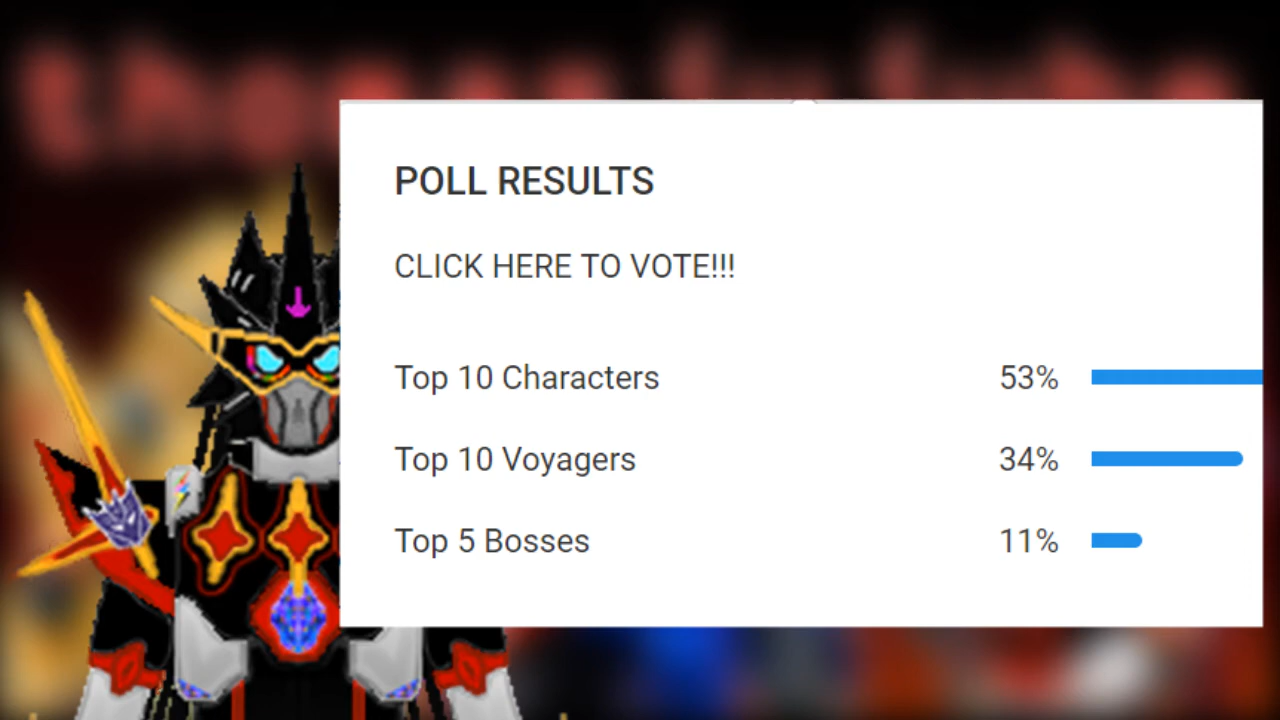 POLL RESULTS
CLICK HERE TO VOTE!!!
Top 10 Characters 53%
Top 10 Voyagers 34%
Top 5 Bosses 11%